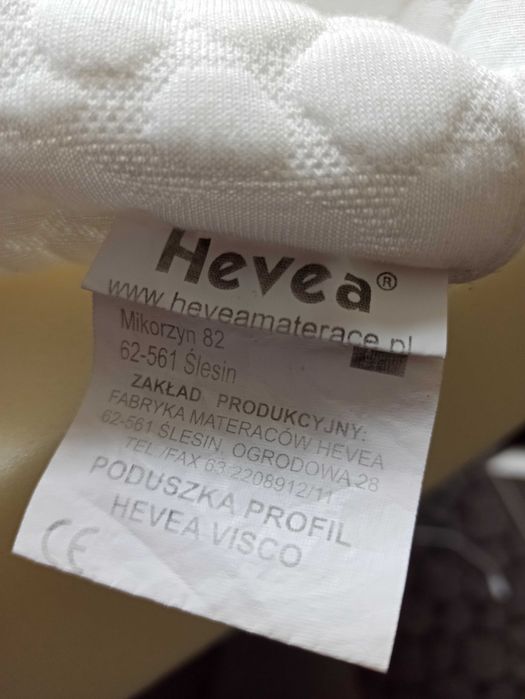 Hevea®
www.heveamaterace.pl
Mikorzyn 82
62-561 Ślesin
ZAKŁAD PRODUKCYJNY:
FABRYKA MATERACÓW HEVEA
62-561 ŚLESIN, OGRODOWA 28
TEL./FAX 63 2208912/11
PODUSZKA PROFIL
HEVEA VISCO
CE